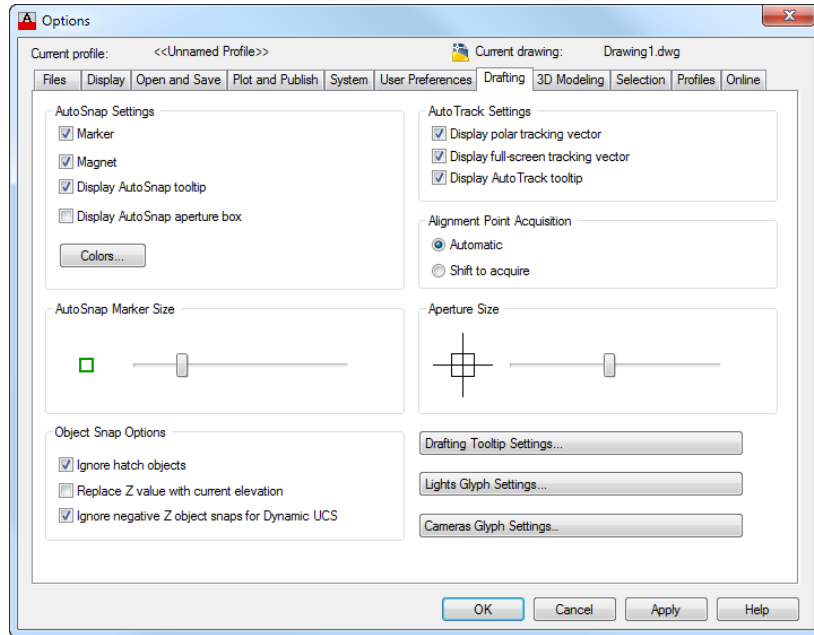 Options
Current profile: <<Unnamed Profile>> Current drawing: Drawing1.dwg
Files Display Open and Save Plot and Publish System User Preferences Drafting 3D Modeling Selection Profiles Online
AutoSnap Settings
Marker
Magnet
Display AutoSnap tooltip
Display AutoSnap aperture box
Colors...
AutoTrack Settings
Display polar tracking vector
Display full-screen tracking vector
Display AutoTrack tooltip
Alignment Point Acquisition
Automatic
Shift to acquire
AutoSnap Marker Size
Aperture Size
Object Snap Options
Ignore hatch objects
Replace Z value with current elevation
Ignore negative Z object snaps for Dynamic UCS
Drafting Tooltip Settings...
Lights Glyph Settings...
Cameras Glyph Settings...
OK Cancel Apply Help